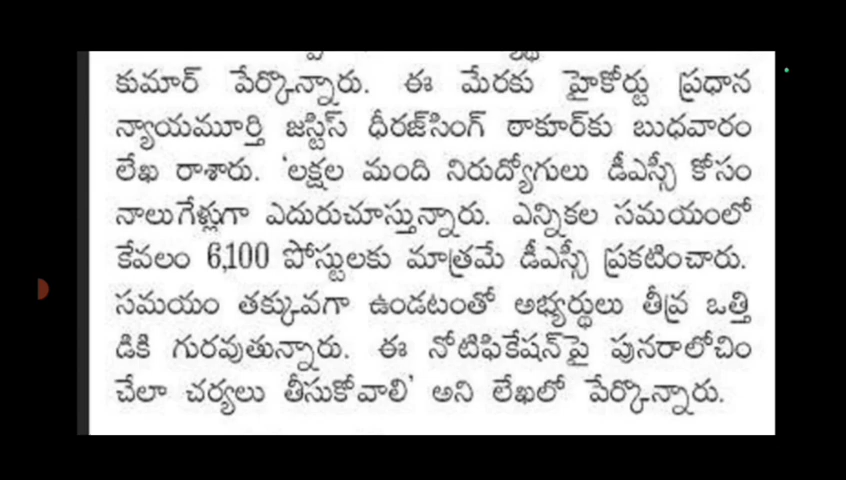 కుమార్ పేర్కొన్నారు. ఈ మేరకు హైకోర్టు ప్రధాన
న్యాయమూర్తి జస్టిస్ ధీరజ్‌సింగ్ ఠాకూర్‌కు బుధవారం
లేఖ రాశారు. 'లక్షల మంది నిరుద్యోగులు డీఎస్సీ కోసం
నాలుగేళ్లుగా ఎదురుచూస్తున్నారు. ఎన్నికల సమయంలో
కేవలం 6,100 పోస్టులకు మాత్రమే డీఎస్సీ ప్రకటించారు.
సమయం తక్కువగా ఉండటంతో అభ్యర్థులు తీవ్ర ఒత్తి
డికి గురవుతున్నారు. ఈ నోటిఫికేషన్‌పై పునరాలోచిం
చేలా చర్యలు తీసుకోవాలి' అని లేఖలో పేర్కొన్నారు.